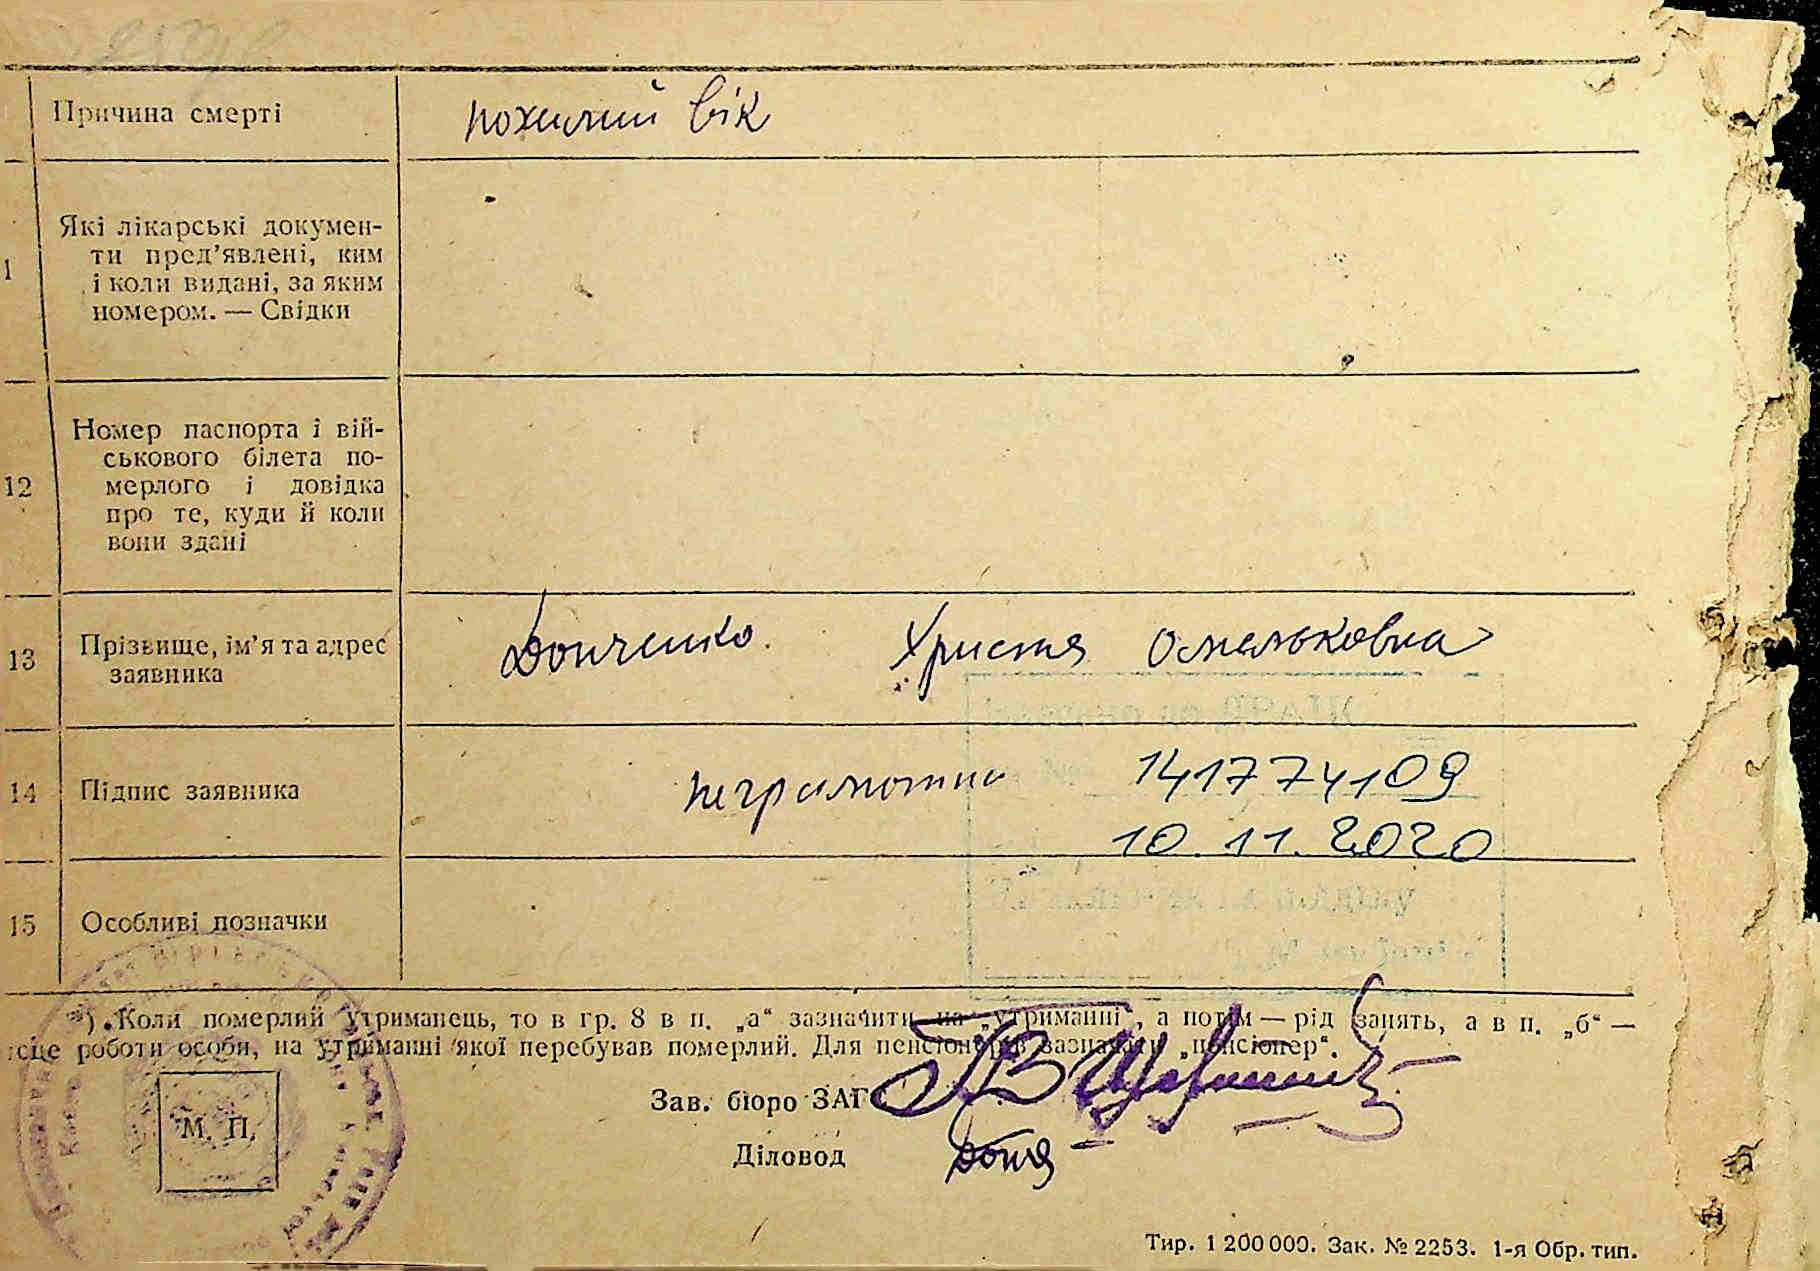 Причина смерті
похилий вік
1
Які лікарські докумен-
ти пред’явлені, ким
і коли видані, за яким
номером. — Свідки
12
Номер паспорта і вій-
ськового білета по-
мерлого і довідка
про те, куди й коли
вони здані
13
Прізвище, ім’я та адрес
заявника
Донченко. Христя Омельковна
14
Підпис заявника
неграмотна
141774109
10.11.2020
15
Особливі позначки
*). Коли померлий утриманець, то в гр. 8 в п. „а“ зазначити на „утриманні“, а потім — рід занять, а в п. „б“ —
ісце роботи особи, на утриманні якої перебував померлий. Для пенсіонерів зазначити „пенсіонер“.
Зав. бюро ЗАГС
Діловод
М. П.
Тир. 1 200 000. Зак. № 2253. 1-я Обр. тип.